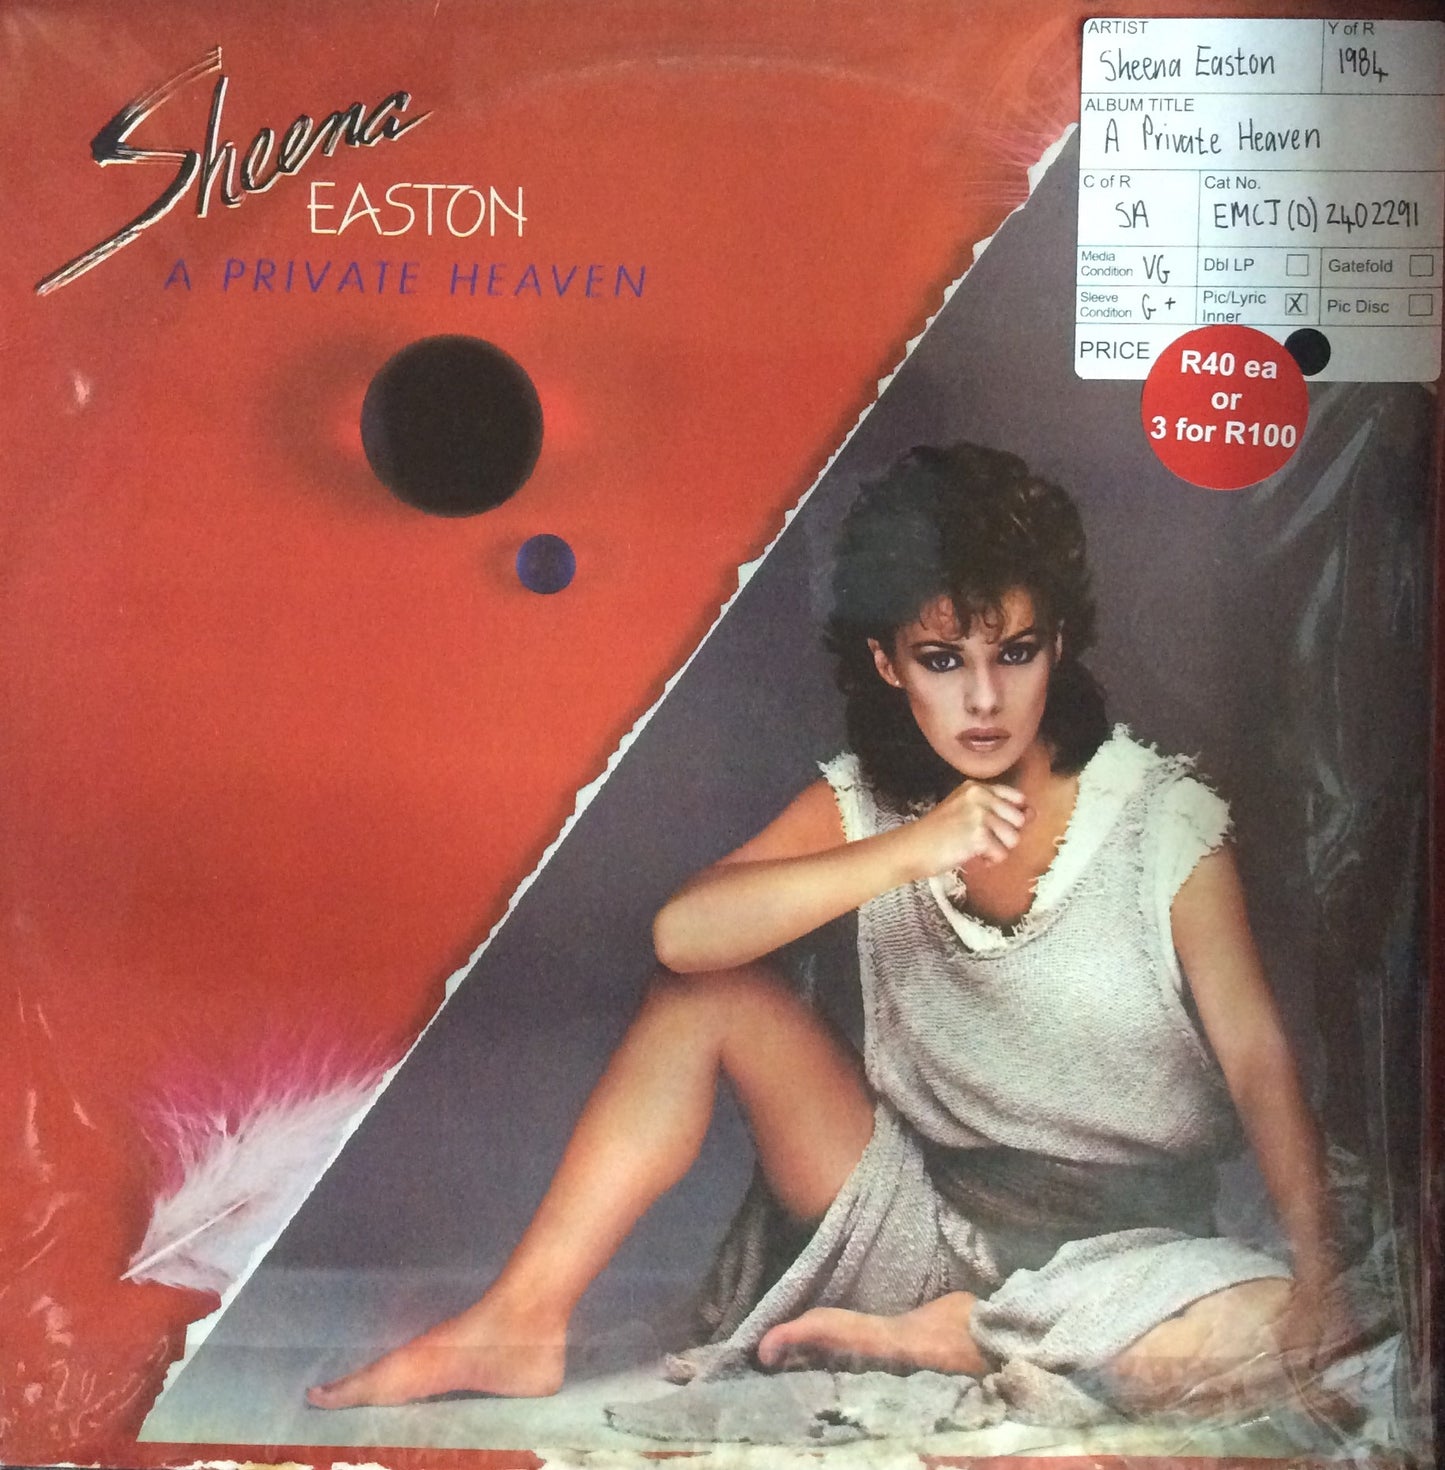 Sheena
EASTON
A PRIVATE HEAVEN
ARTIST
Sheena Easton
Y of R
1984
ALBUM TITLE
A Private Heaven
C of R
SA
Cat No.
EMCJ (D) 2402291
Media
Condition VG
Dbl LP
Gatefold
Sleeve
Condition G+
Pic/Lyric
Inner
X
Pic Disc
PRICE
R40 ea
or
3 for R100